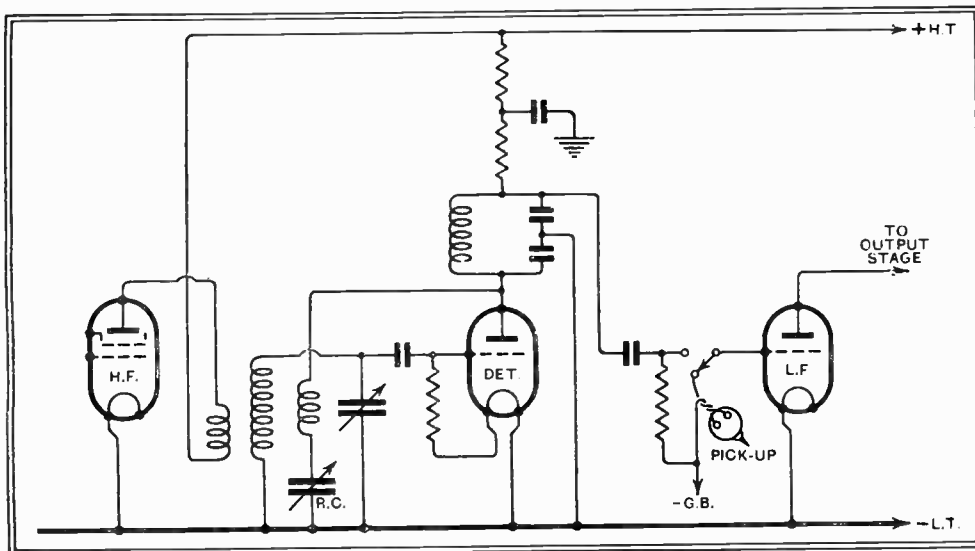 +H.T
TO
OUTPUT
STAGE
H.F.
DET.
L.F
PICK-UP
R.C.
-G.B.
-L.T.